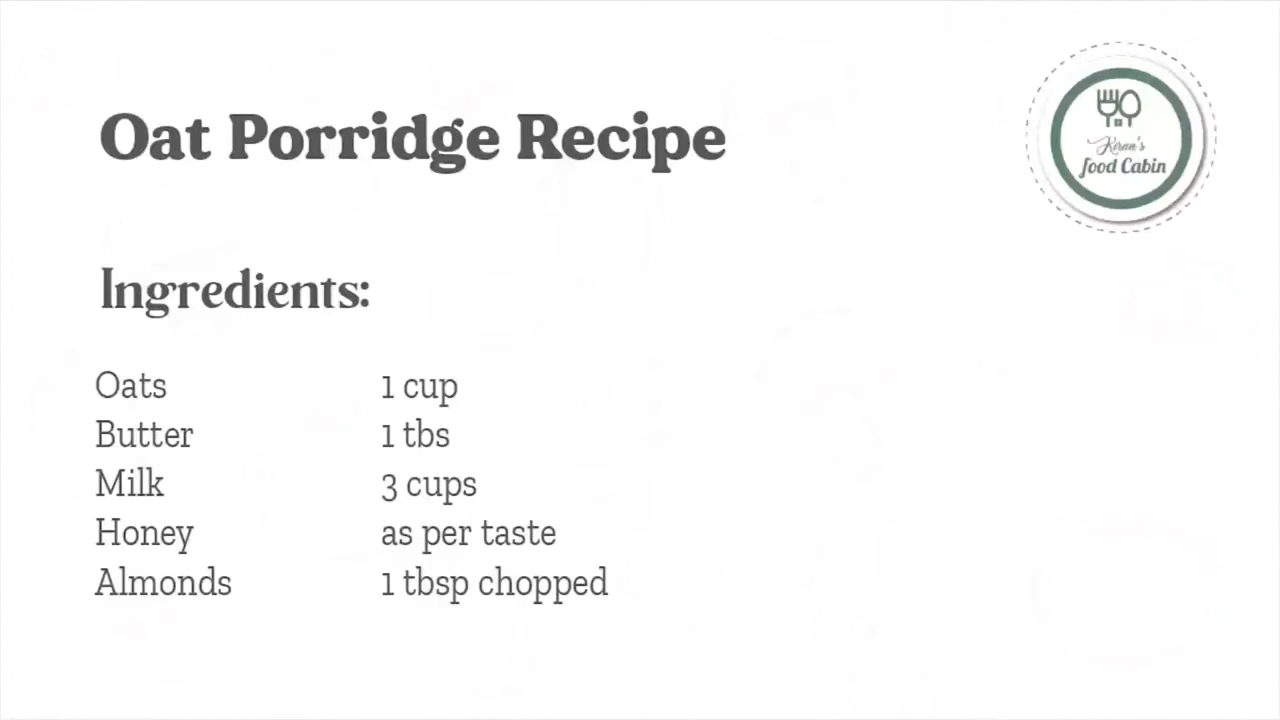 Oat Porridge Recipe
Kiran's
food Cabin
Ingredients:
Oats 1 cup
Butter 1 tbs
Milk 3 cups
Honey as per taste
Almonds 1 tbsp chopped